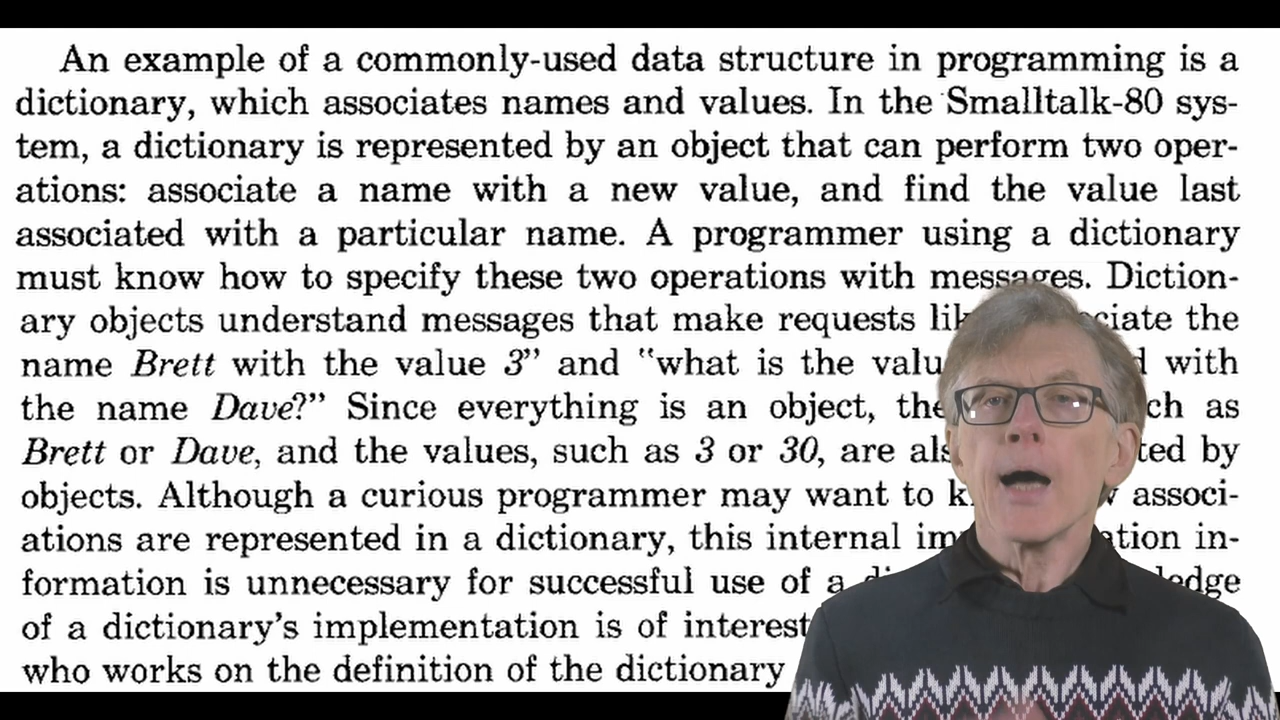 An example of a commonly-used data structure in programming is a
dictionary, which associates names and values. In the Smalltalk-80 sys-
tem, a dictionary is represented by an object that can perform two oper-
ations: associate a name with a new value, and find the value last
associated with a particular name. A programmer using a dictionary
must know how to specify these two operations with messages. Diction-
ary objects understand messages that make requests the
name Brett with the value 3” and “what is the with
the name Dave?” Since everything is an object, as
Brett or Dave, and the values, such as 3 or 30, are by
objects. Although a curious programmer may want to associ-
ations are represented in a dictionary, this internal in-
formation is unnecessary for successful use of a
of a dictionary’s implementation is of interest
who works on the definition of the dictionary